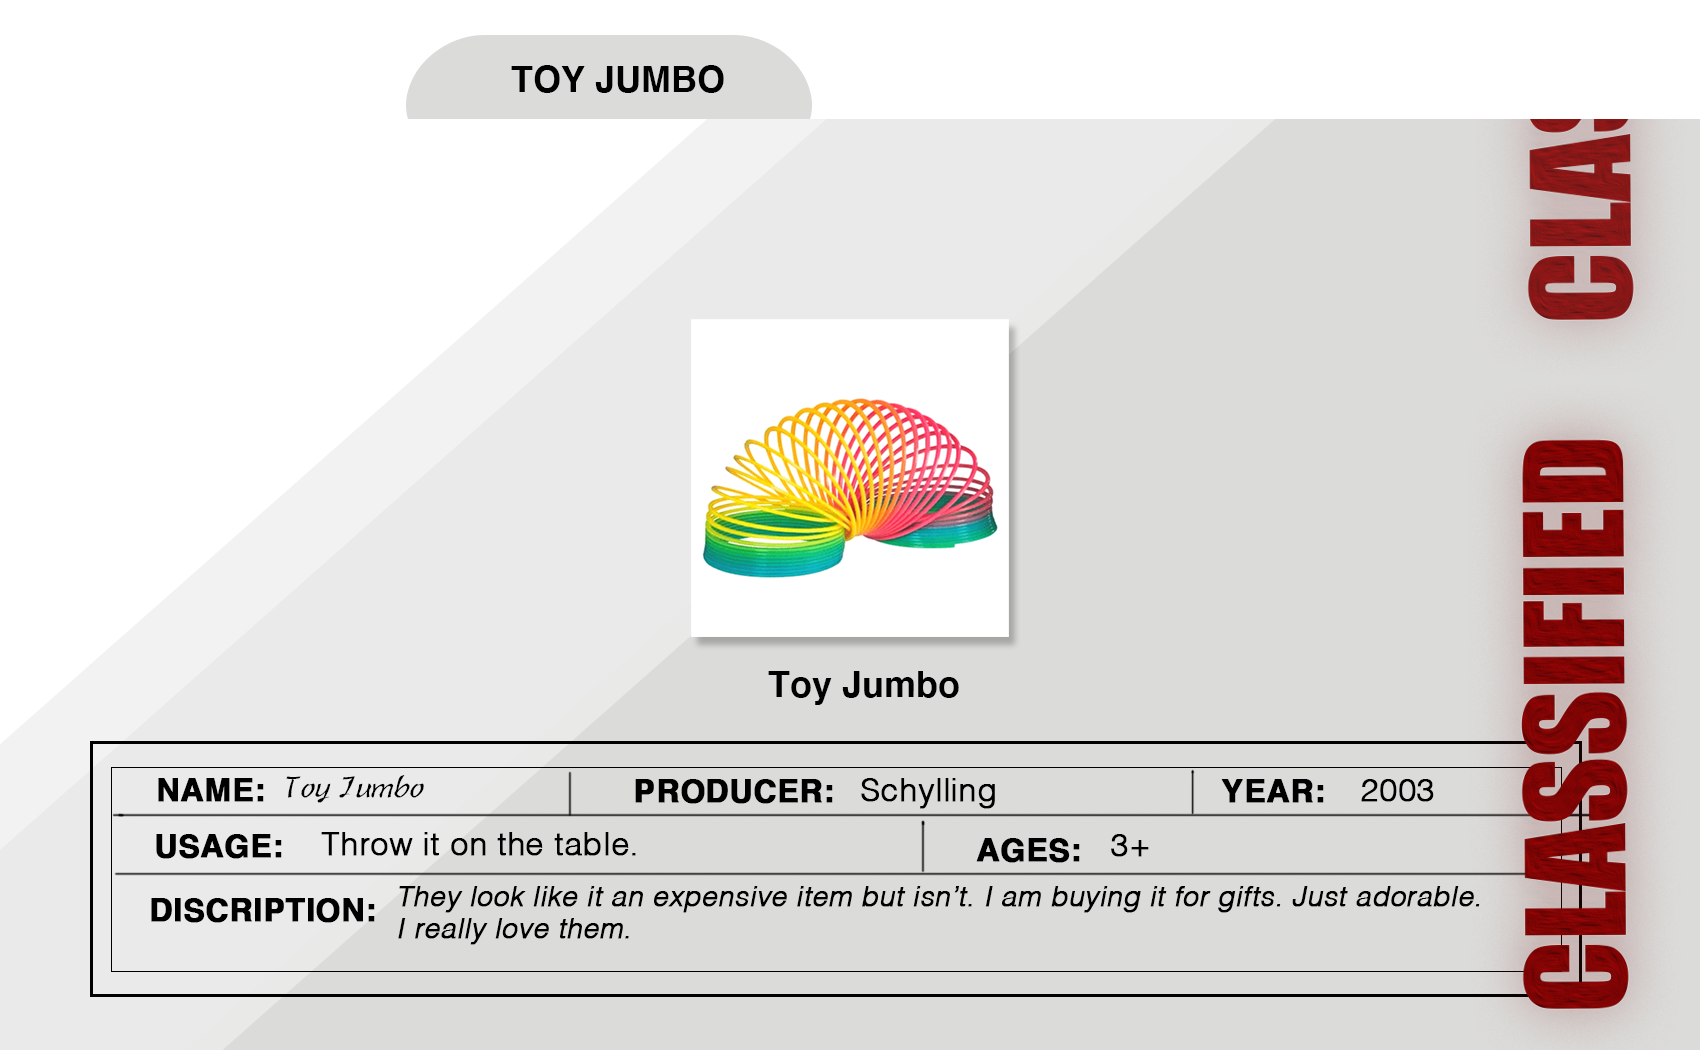 TOY JUMBO
Toy Jumbo
NAME: Toy Jumbo PRODUCER: Schylling YEAR: 2003
USAGE: Throw it on the table. AGES: 3+
DISCRIPTION: They look like it an expensive item but isn't. I am buying it for gifts. Just adorable.
I really love them.
CLASSIFIED
CLAS